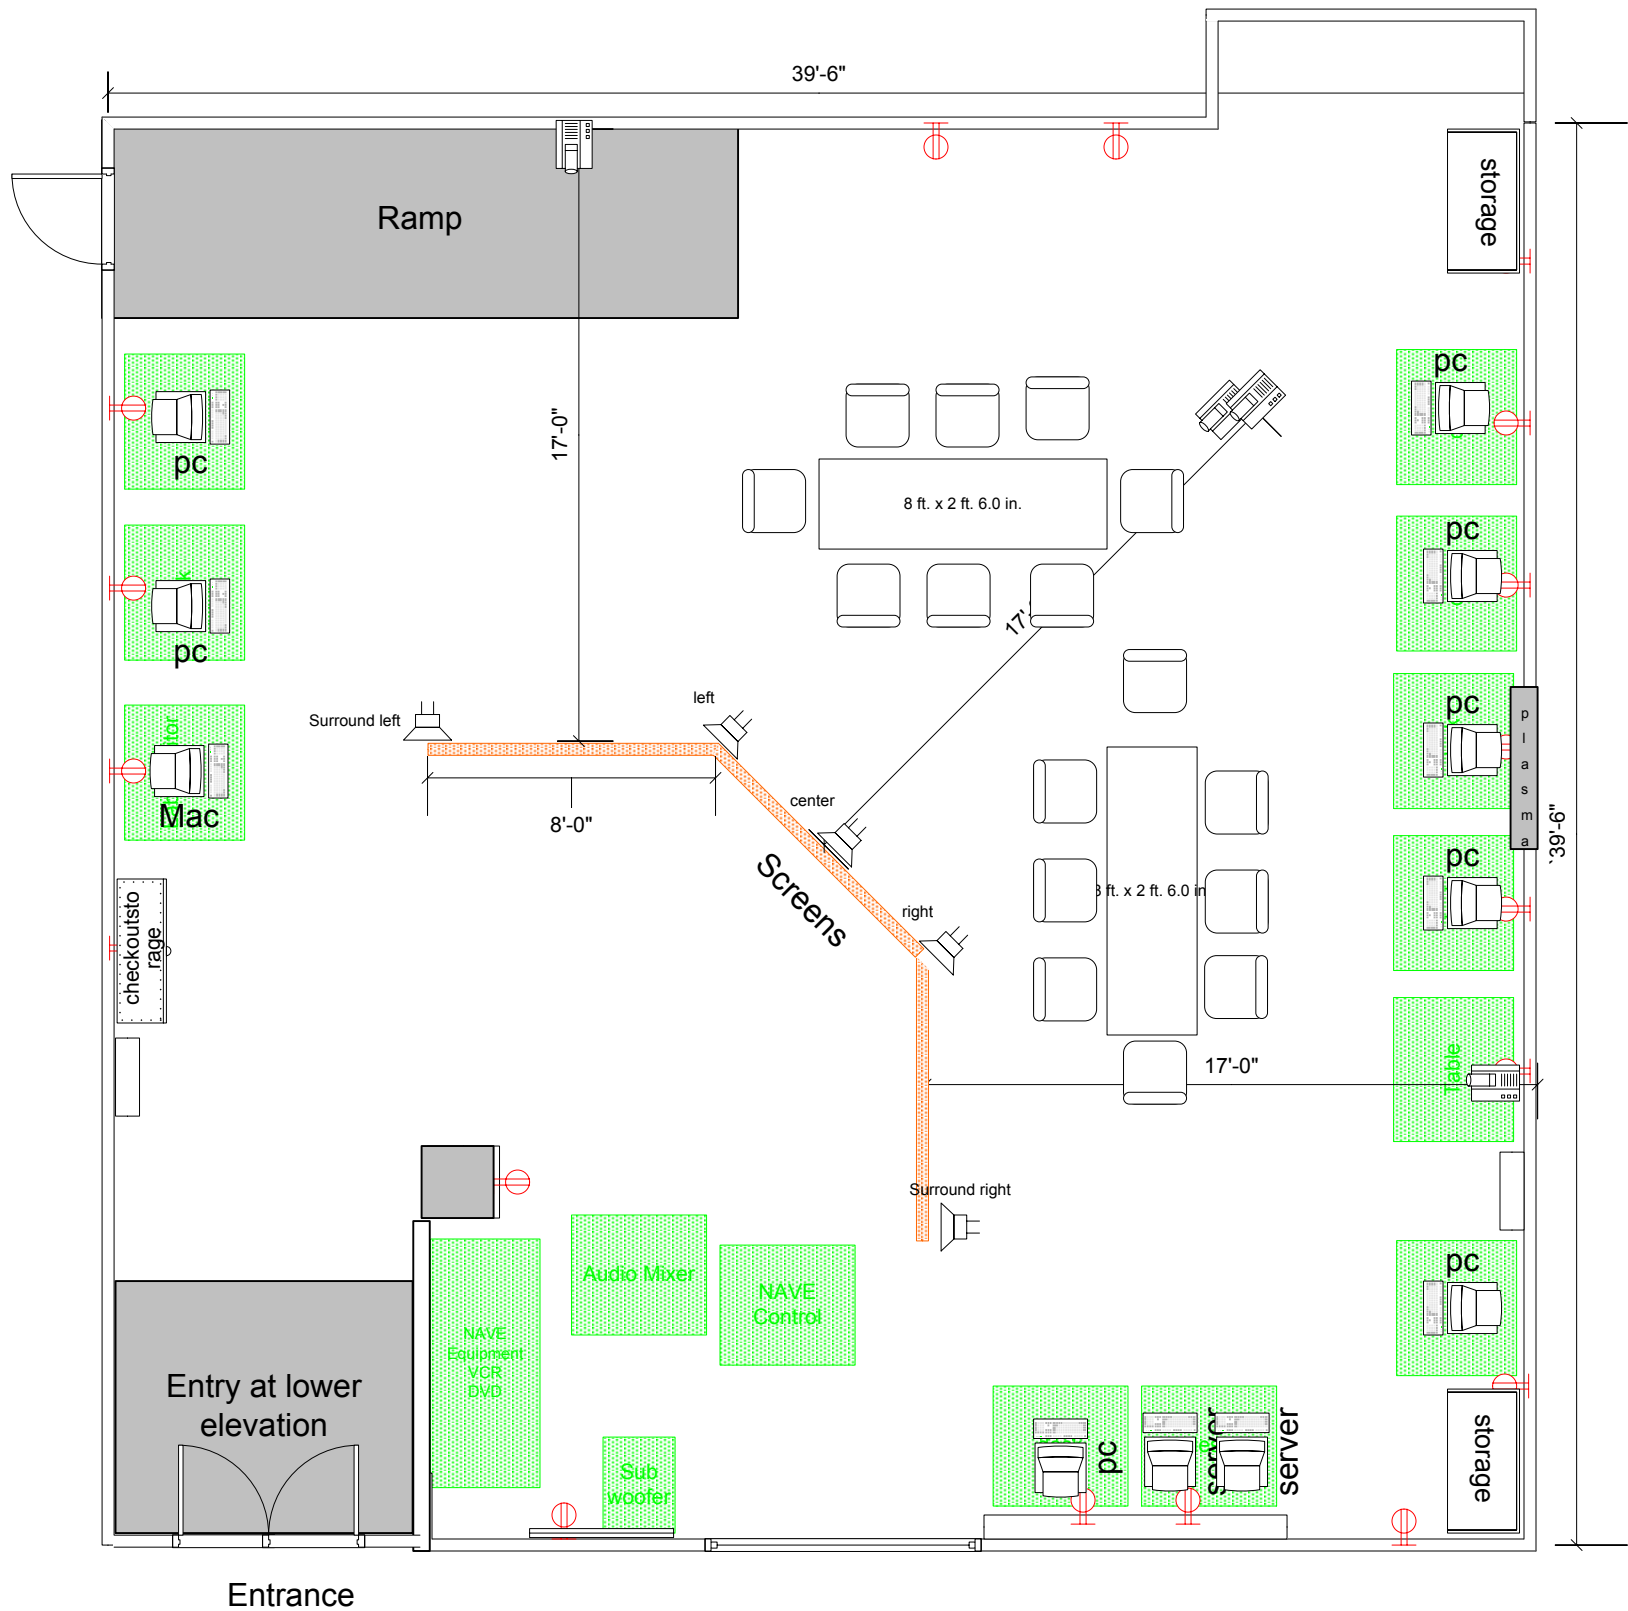 39'-6"
Ramp
storage
pc
17'-0"
8 ft. x 2 ft. 6.0 in.
pc
pc
pc
17'-
left
Surround left
pc
plasma
Mac
center
8'-0"
39'-6"
Screens
pc
ft. x 2 ft. 6.0 in
right
checkoutsto
rage
17'-0"
Table
Surround right
Audio Mixer
NAVE
Control
pc
NAVE
Equipment
VCR
DVD
Entry at lower
elevation
Sub
woofer
pc
server
server
storage
Entrance